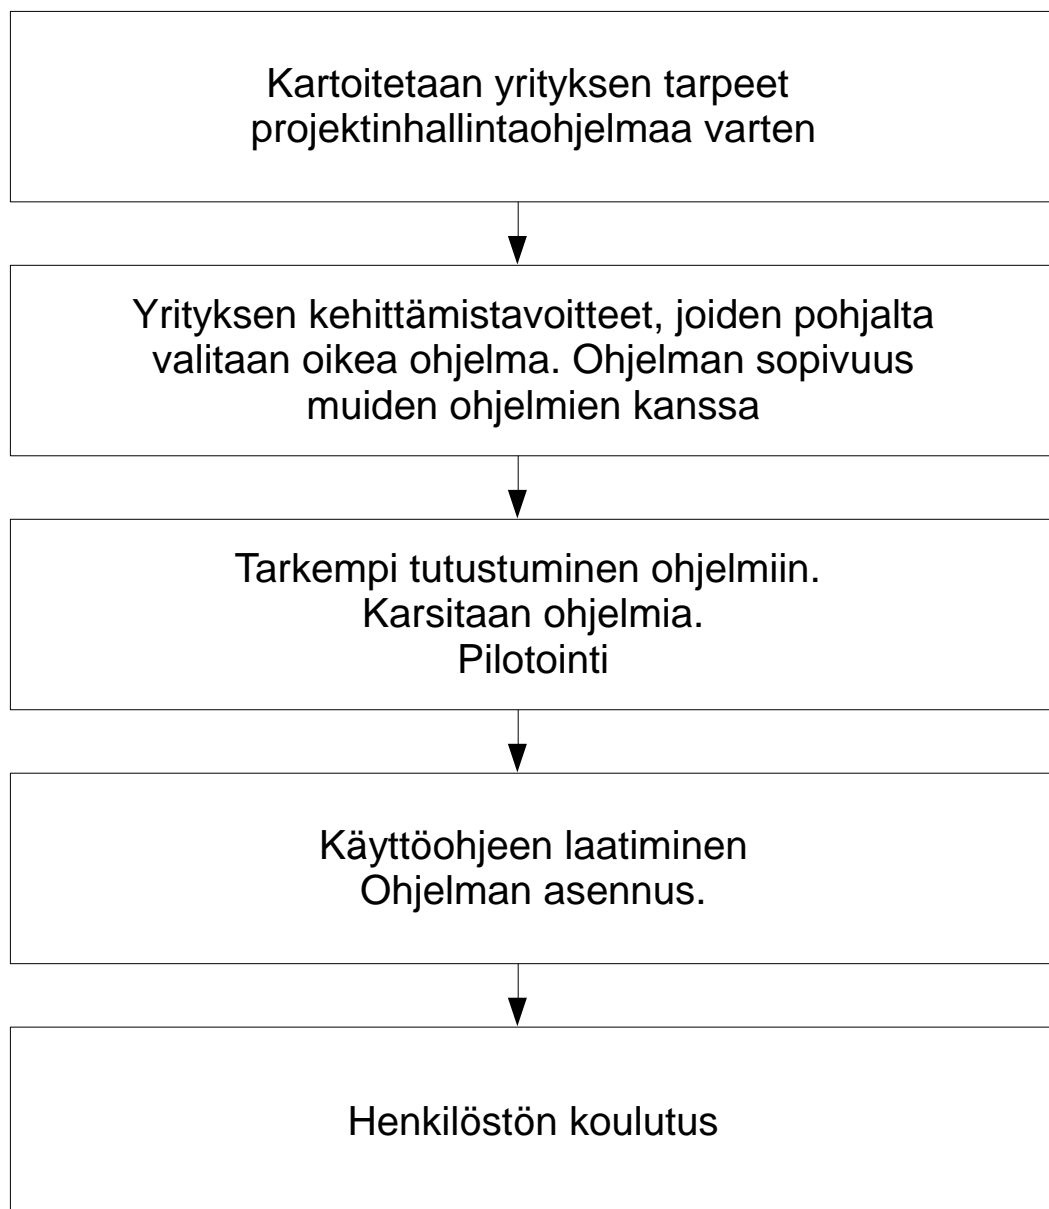 Kartoitetaan yrityksen tarpeet
projektinhallintaohjelmaa varten
Yrityksen kehittämistavoitteet, joiden pohjalta
valitaan oikea ohjelma. Ohjelman sopivuus
muiden ohjelmien kanssa
Tarkempi tutustuminen ohjelmiin.
Karsitaan ohjelmia.
Pilotointi
Käyttöohjeen laatiminen
Ohjelman asennus.
Henkilöstön koulutus